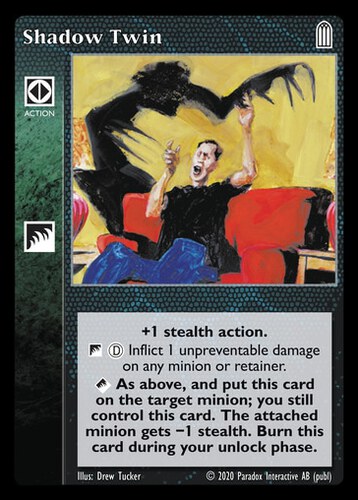 Shadow Twin
ACTION
+1 stealth action.
Ⓓ Inflict 1 unpreventable damage
on any minion or retainer.
As above, and put this card
on the target minion; you still
control this card. The attached
minion gets −1 stealth. Burn this
card during your unlock phase.
Illus: Drew Tucker © 2020 Paradox Interactive AB (publ)